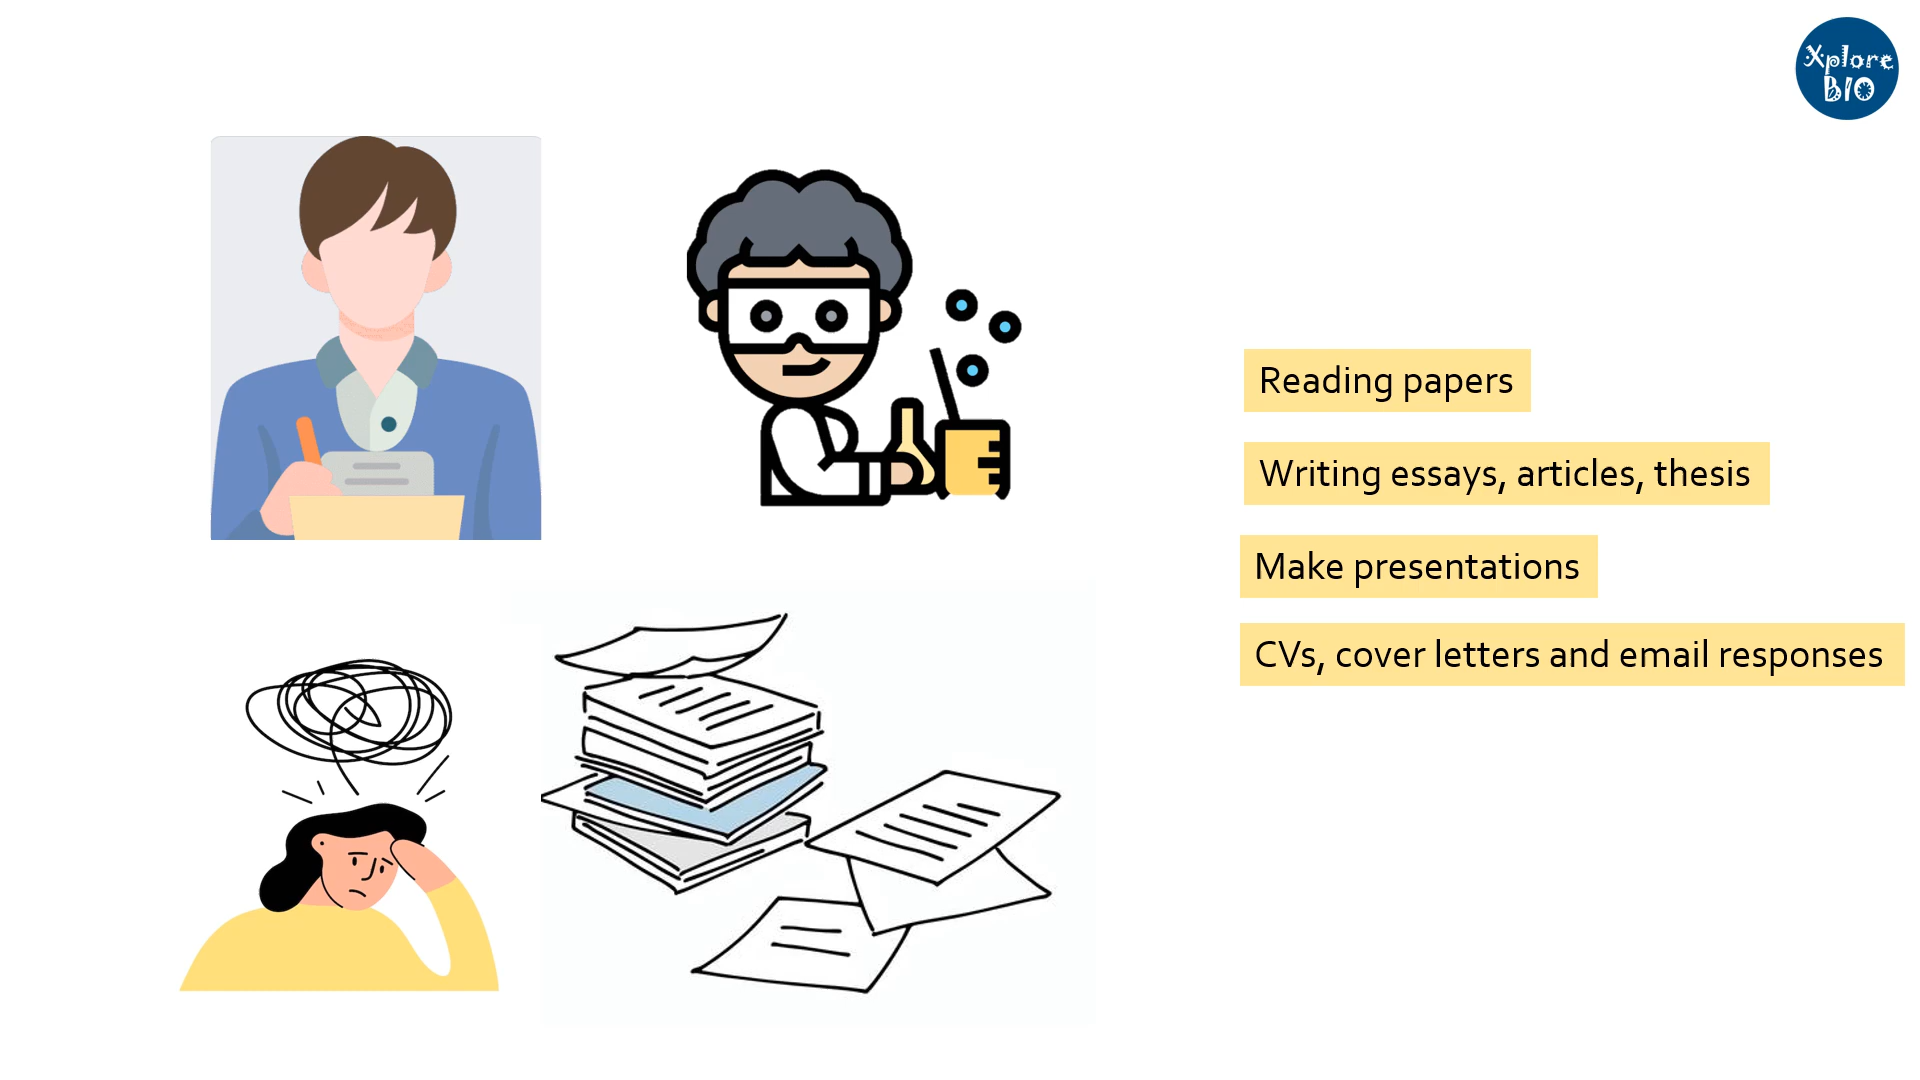 Xplore
BIO
Reading papers
Writing essays, articles, thesis
Make presentations
CVs, cover letters and email responses